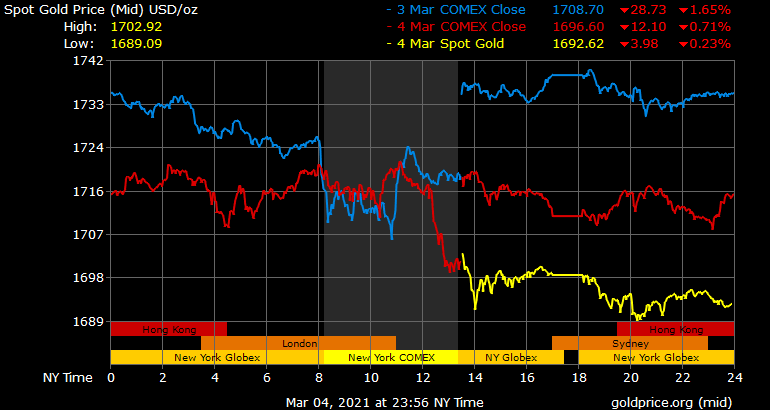 Spot Gold Price (Mid) USD/oz - 3 Mar COMEX Close 1708.70 ▼28.73 ▼1.65%
High: 1702.92 - 4 Mar COMEX Close 1696.60 ▼12.10 ▼0.71%
Low: 1689.09 - 4 Mar Spot Gold 1692.62 ▼3.98 ▼0.23%
1742
1733
1724
1716
1707
1698
1689
Hong Kong Hong Kong
London Sydney
New York Globex New York COMEX NY Globex New York Globex
NY Time 0 2 4 6 8 10 12 14 16 18 20 22 24
Mar 04, 2021 at 23:56 NY Time goldprice.org (mid)